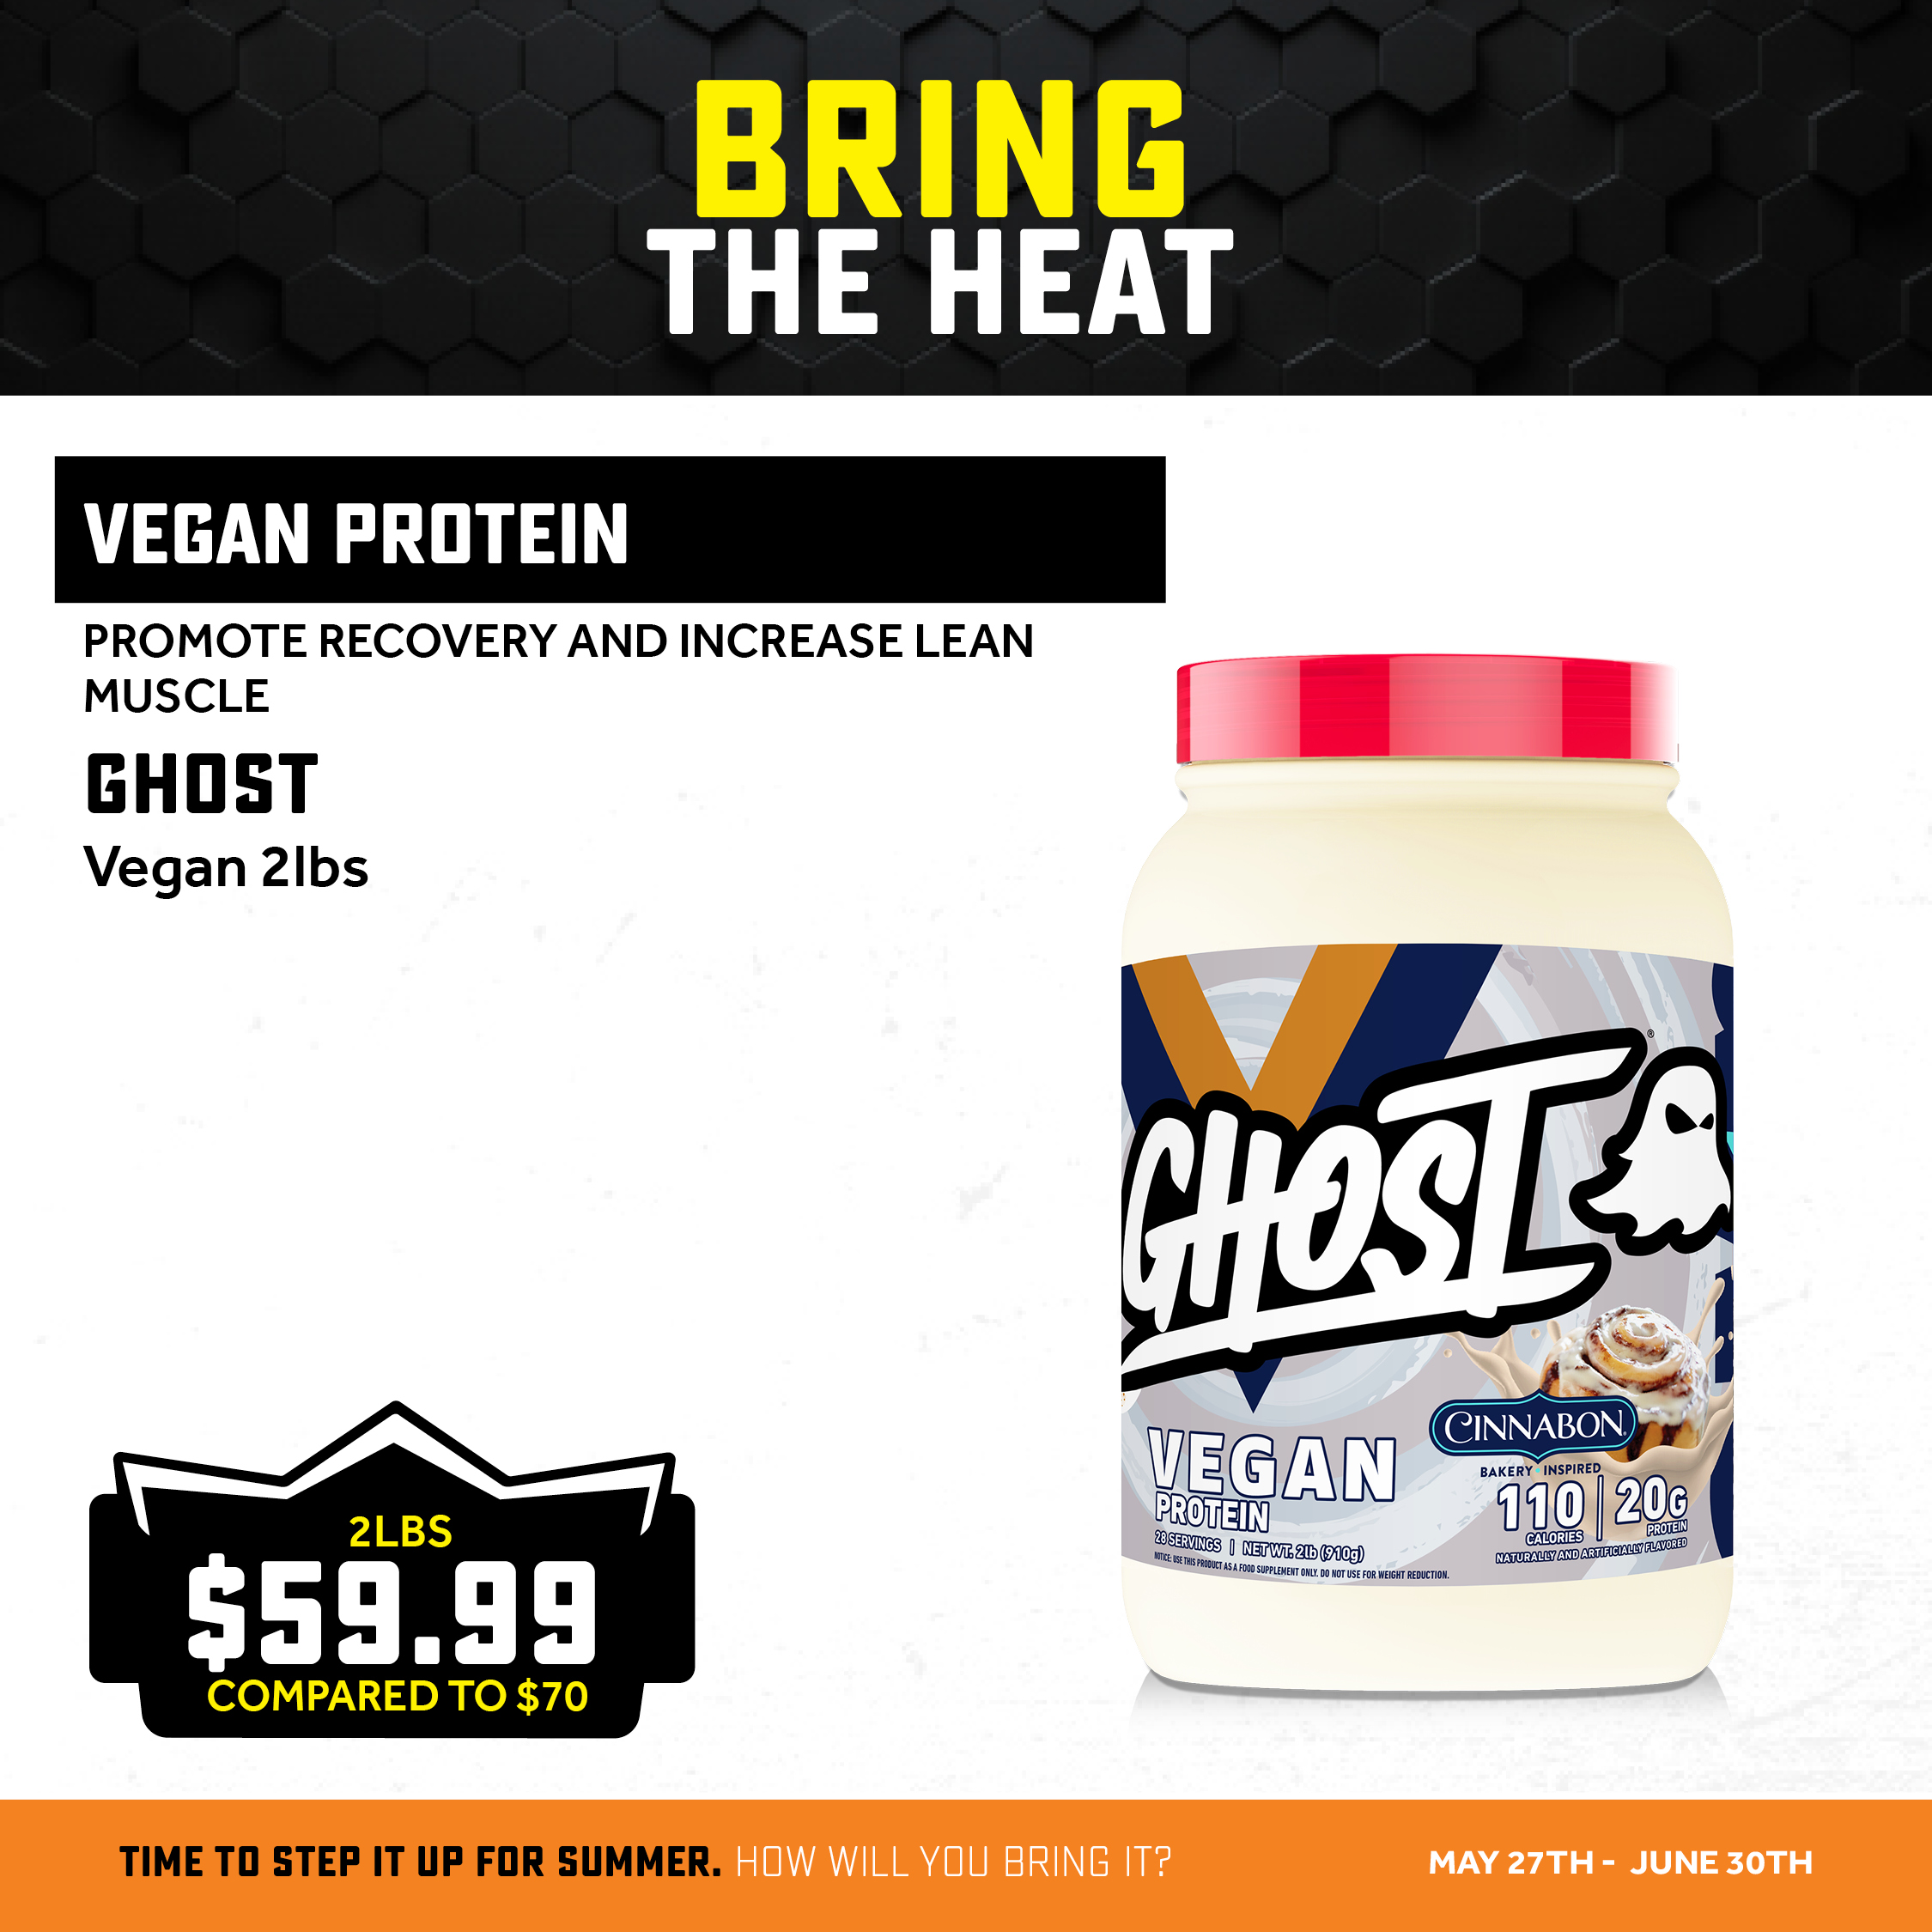 BRING
THE HEAT
VEGAN PROTEIN
PROMOTE RECOVERY AND INCREASE LEAN
MUSCLE
GHOST
Vegan 2lbs
GHOST®
CINNABON®
BAKERY INSPIRED
VEGAN
PROTEIN
28 SERVINGS | NET WT. 2lb (910g)
110 CALORIES | 20G PROTEIN
NATURALLY AND ARTIFICIALLY FLAVORED
NOTICE: USE THIS PRODUCT AS A FOOD SUPPLEMENT ONLY. DO NOT USE FOR WEIGHT REDUCTION.
2LBS
$59.99
COMPARED TO $70
TIME TO STEP IT UP FOR SUMMER. HOW WILL YOU BRING IT?
MAY 27TH - JUNE 30TH